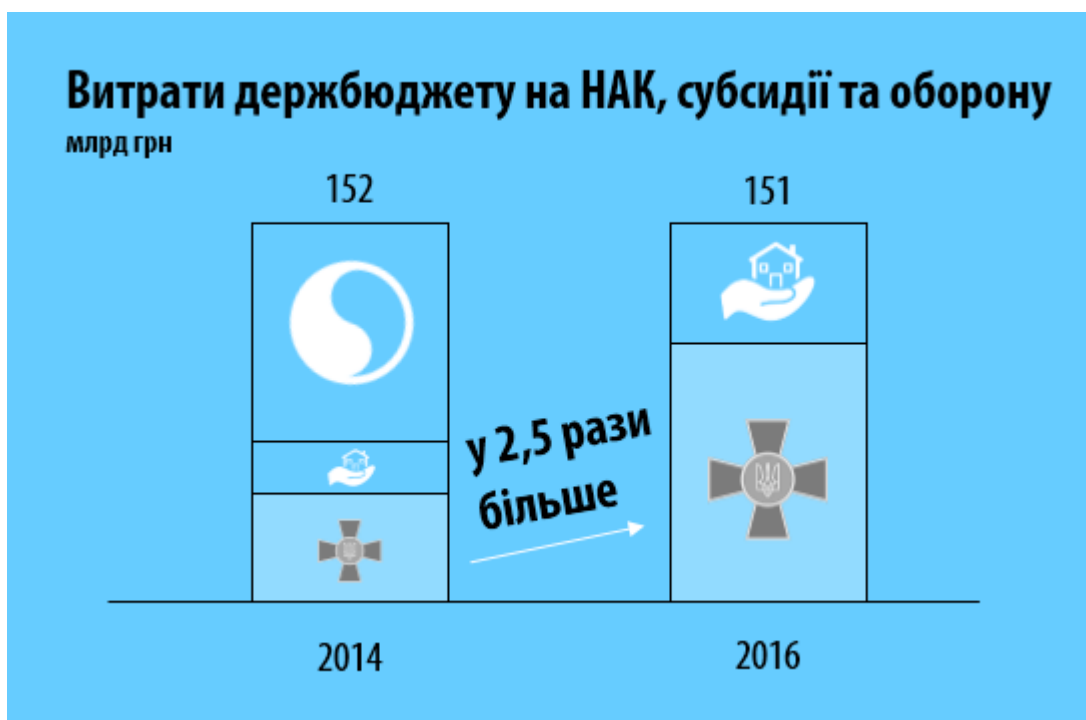 Витрати держбюджету на НАК, субсидії та оборону
млрд грн
152
151
у 2,5 рази
більше
2014
2016